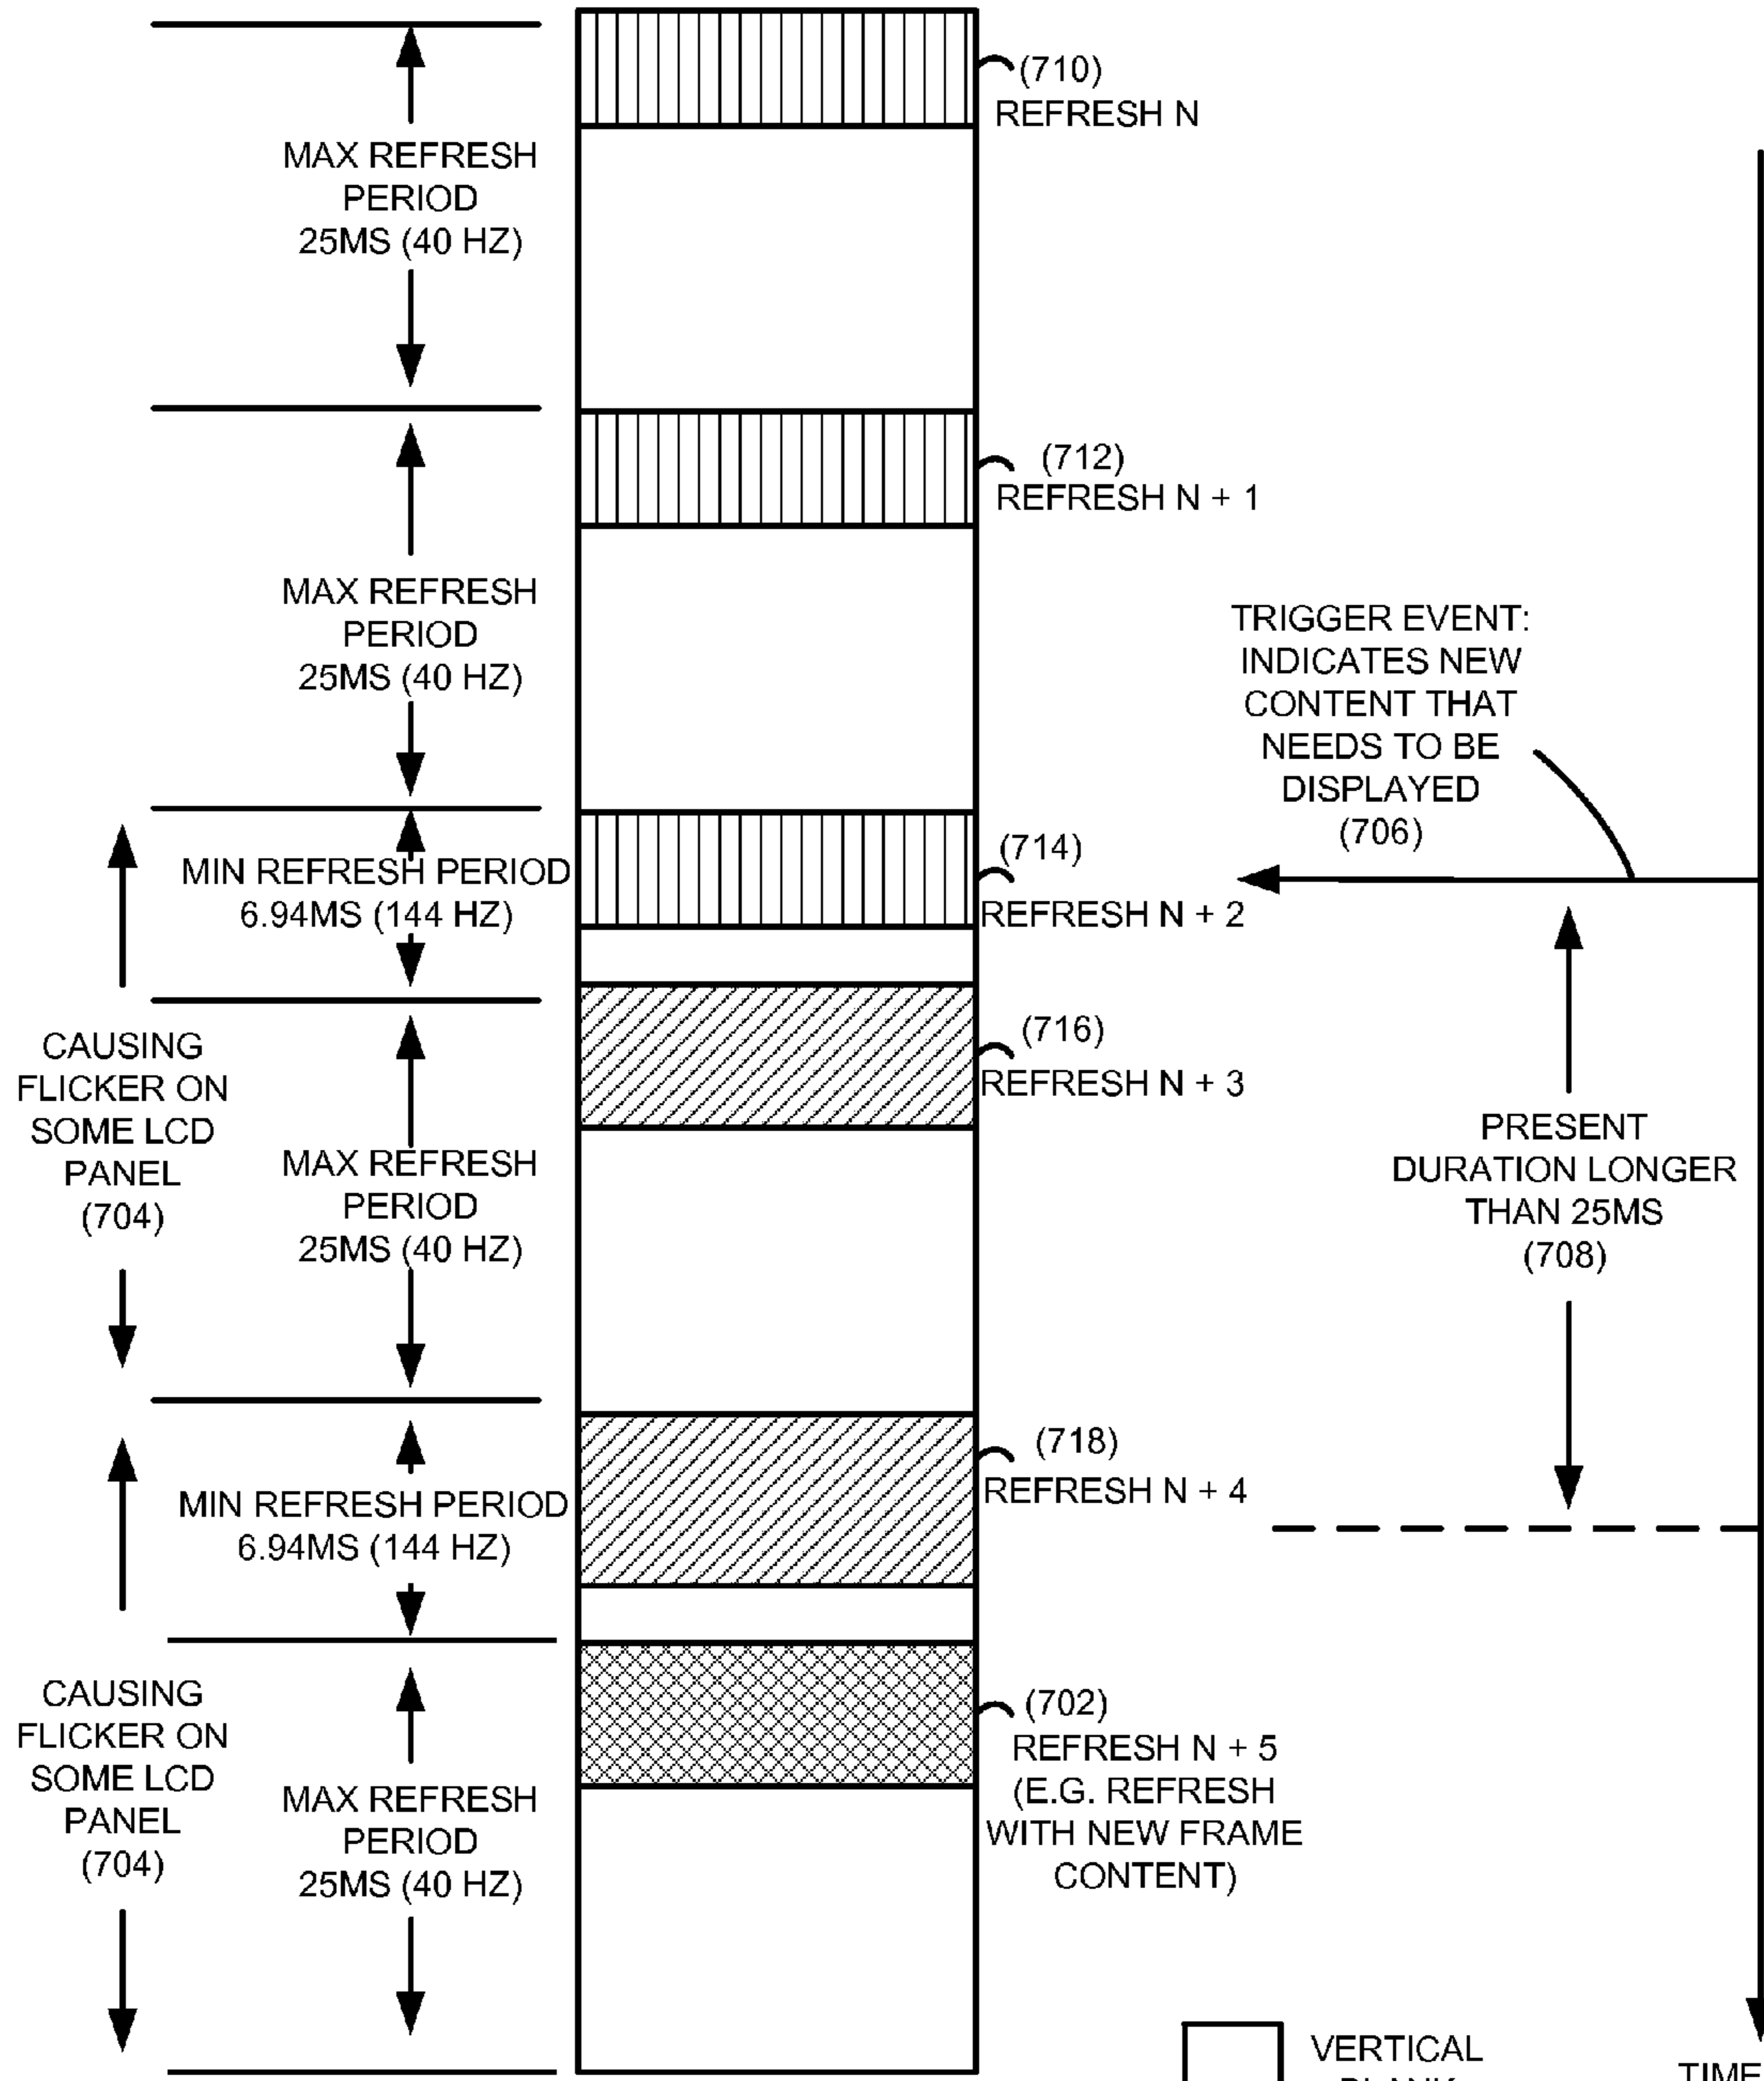 (710)
REFRESH N
MAX REFRESH
PERIOD
25MS (40 HZ)
(712)
REFRESH N + 1
MAX REFRESH
PERIOD
25MS (40 HZ)
TRIGGER EVENT:
INDICATES NEW
CONTENT THAT
NEEDS TO BE
DISPLAYED
(706)
MIN REFRESH PERIOD
6.94MS (144 HZ)
(714)
REFRESH N + 2
CAUSING
FLICKER ON
SOME LCD
PANEL
(704)
MAX REFRESH
PERIOD
25MS (40 HZ)
(716)
REFRESH N + 3
PRESENT
DURATION LONGER
THAN 25MS
(708)
MIN REFRESH PERIOD
6.94MS (144 HZ)
(718)
REFRESH N + 4
CAUSING
FLICKER ON
SOME LCD
PANEL
(704)
MAX REFRESH
PERIOD
25MS (40 HZ)
(702)
REFRESH N + 5
(E.G. REFRESH
WITH NEW FRAME
CONTENT)
VERTICAL
BLANK
TIME